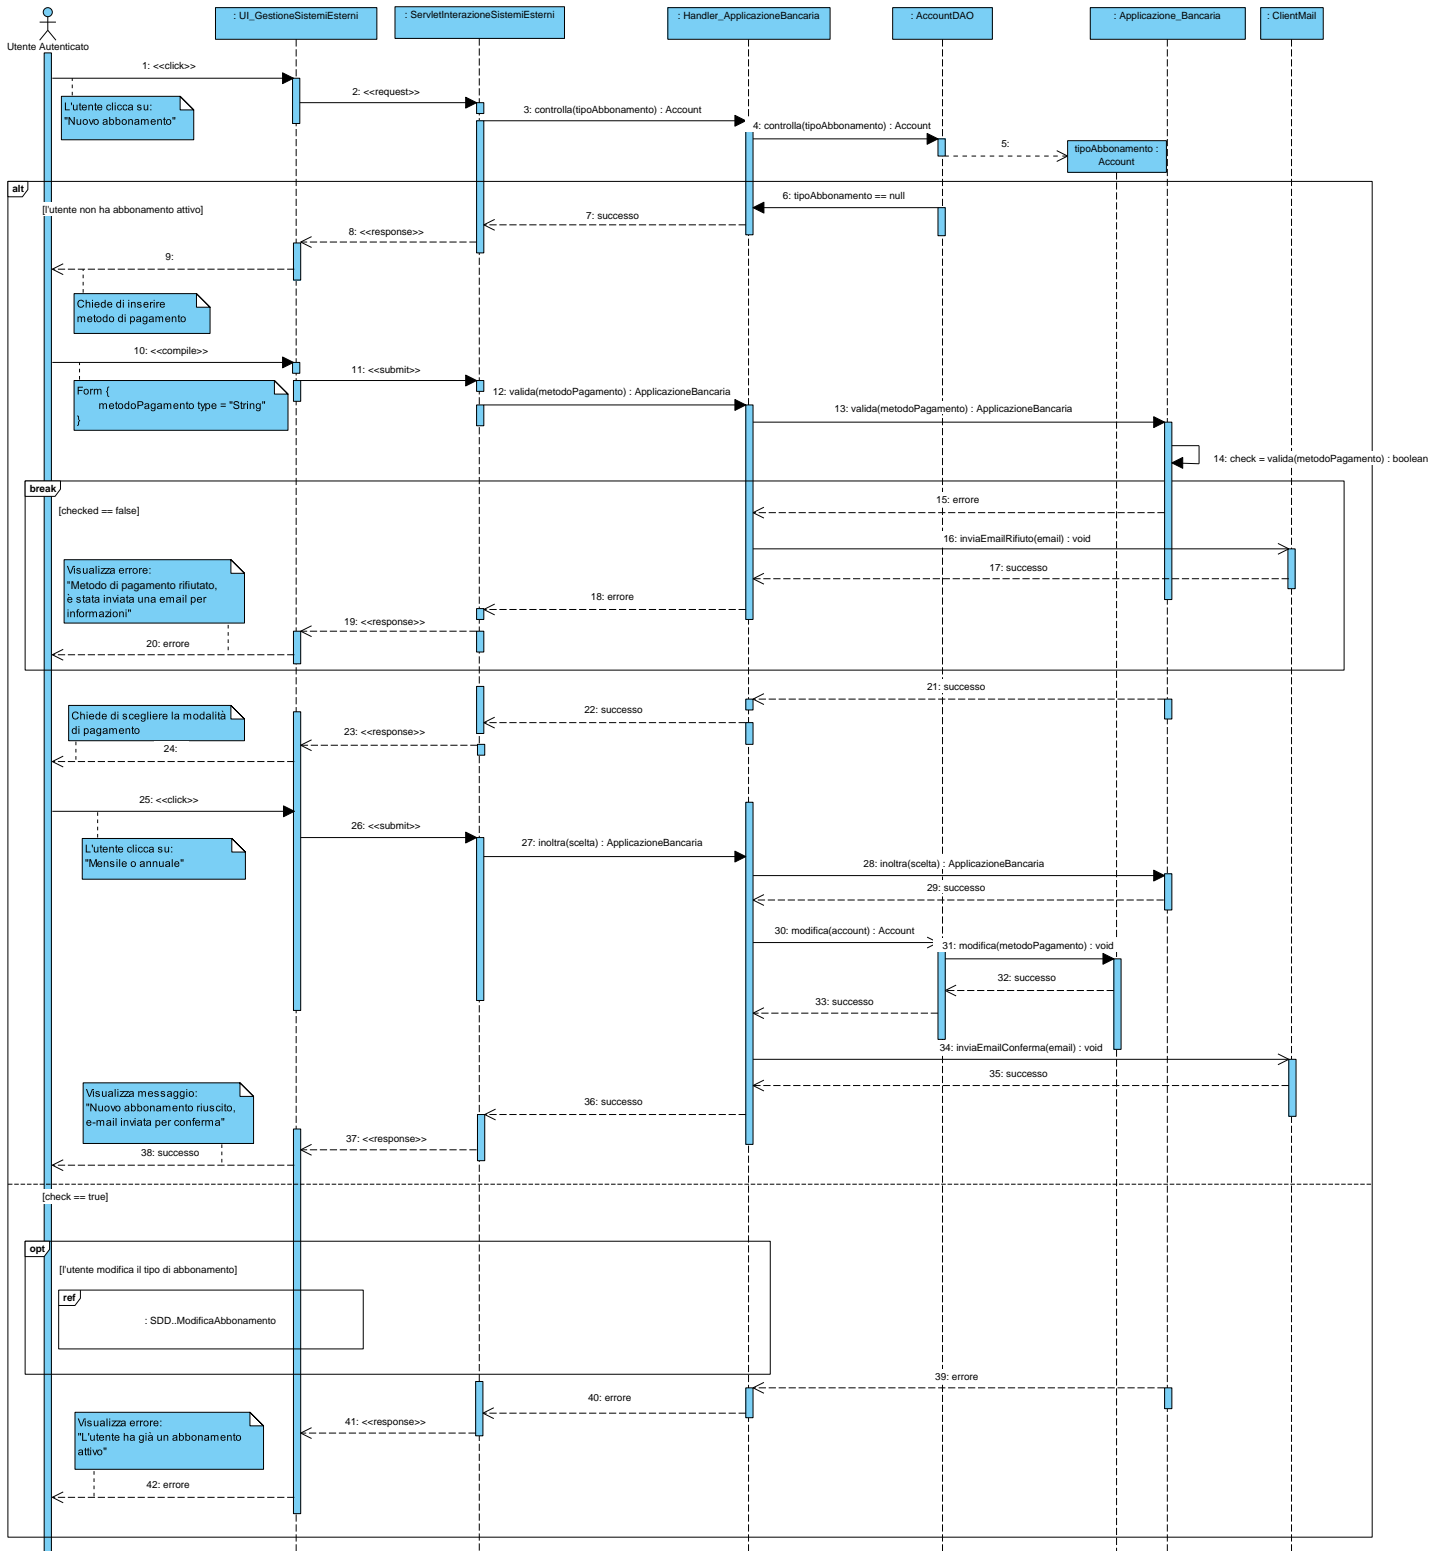 : UI_GestioneSistemiEsterni
: ServletInterazioneSistemiEsterni
: Handler_ApplicazioneBancaria
: AccountDAO
: Applicazione_Bancaria
: ClientMail
Utente Autenticato
1: <<click>>
L'utente clicca su:
"Nuovo abbonamento"
2: <<request>>
3: controlla(tipoAbbonamento) : Account
4: controlla(tipoAbbonamento) : Account
5:
tipoAbbonamento :
Account
alt
[l'utente non ha abbonamento attivo]
6: tipoAbbonamento == null
7: successo
8: <<response>>
9:
Chiede di inserire
metodo di pagamento
10: <<compile>>
Form {
metodoPagamento type = "String"
}
11: <<submit>>
12: valida(metodoPagamento) : ApplicazioneBancaria
13: valida(metodoPagamento) : ApplicazioneBancaria
14: check = valida(metodoPagamento) : boolean
break
[checked == false]
15: errore
16: inviaEmailRifiuto(email) : void
17: successo
18: errore
19: <<response>>
Visualizza errore:
"Metodo di pagamento rifiutato,
è stata inviata una email per
informazioni"
20: errore
21: successo
22: successo
23: <<response>>
Chiede di scegliere la modalità
di pagamento
24:
25: <<click>>
L'utente clicca su:
"Mensile o annuale"
26: <<submit>>
27: inoltra(scelta) : ApplicazioneBancaria
28: inoltra(scelta) : ApplicazioneBancaria
29: successo
30: modifica(account) : Account
31: modifica(metodoPagamento) : void
32: successo
33: successo
34: inviaEmailConferma(email) : void
35: successo
36: successo
37: <<response>>
Visualizza messaggio:
"Nuovo abbonamento riuscito,
e-mail inviata per conferma"
38: successo
[check == true]
opt
[l'utente modifica il tipo di abbonamento]
ref
: SDD..ModificaAbbonamento
39: errore
40: errore
41: <<response>>
Visualizza errore:
"L'utente ha già un abbonamento
attivo"
42: errore